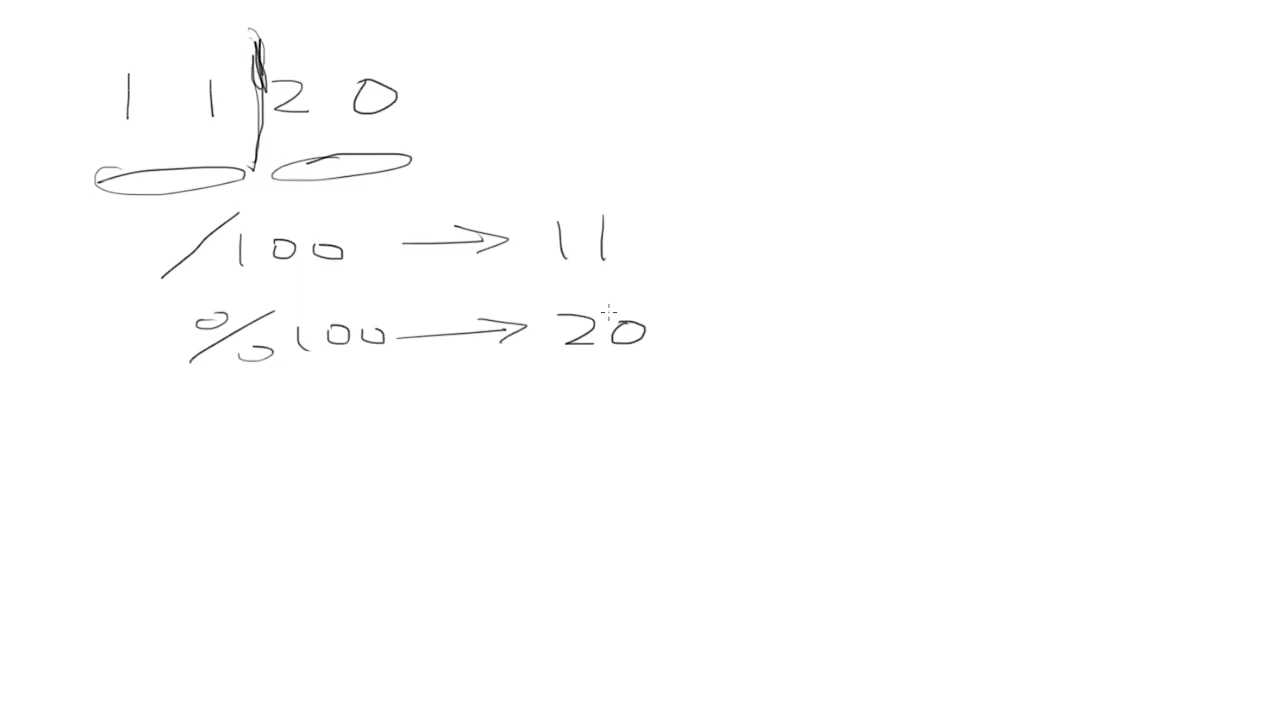 11|20
/100 → 11
%100 → 20